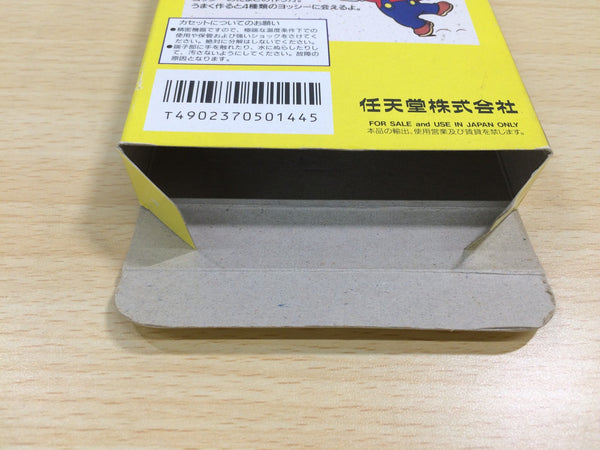 うまく作ると4種類のヨッシーに会えるよ。
カセットについてのお願い
●精密機器ですので、極端な温度条件下での
使用や保管および強いショックをさけてく
ださい。絶対に分解はしないでください。
●端子部に手を触れたり、水にぬらしたりし
て、汚さないようにしてください。故障の
原因となります。
T4902370501445
任天堂株式会社
FOR SALE and USE IN JAPAN ONLY
本品の輸出、使用営業及び賃貸を禁じます。